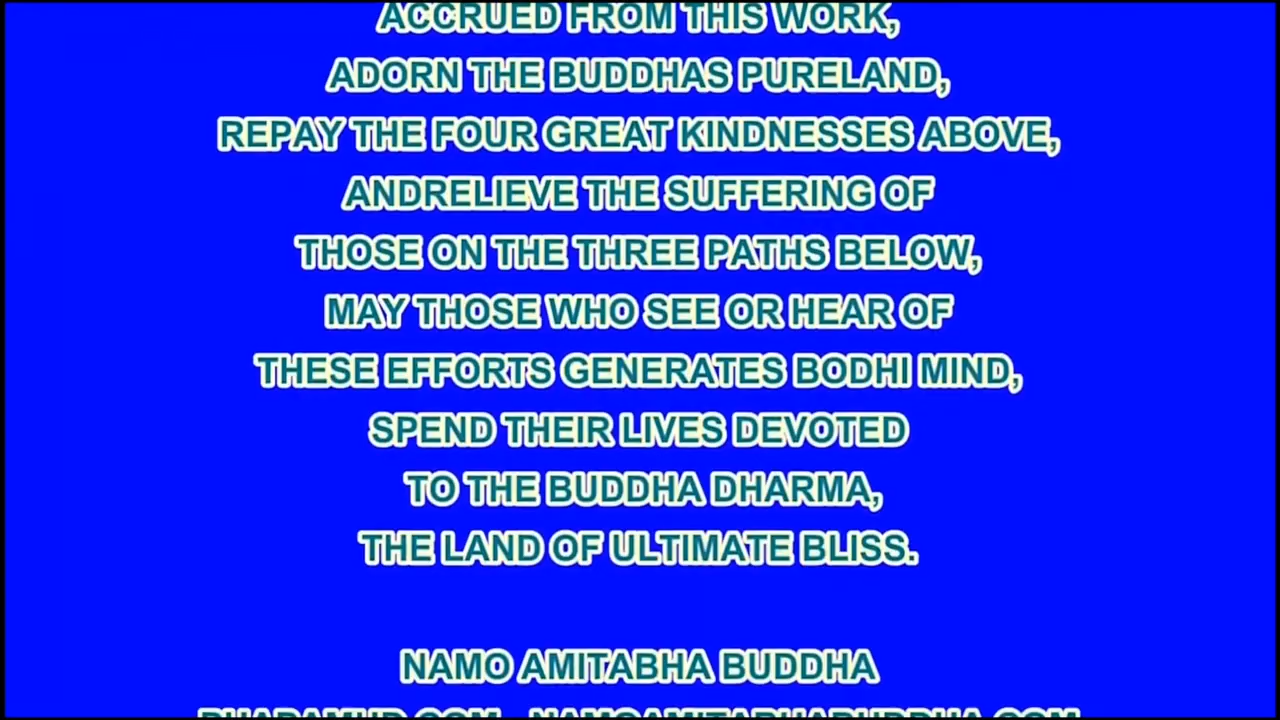 ACCRUED FROM THIS WORK,
ADORN THE BUDDHAS PURELAND,
REPAY THE FOUR GREAT KINDNESSES ABOVE,
ANDRELIEVE THE SUFFERING OF
THOSE ON THE THREE PATHS BELOW,
MAY THOSE WHO SEE OR HEAR OF
THESE EFFORTS GENERATES BODHI MIND,
SPEND THEIR LIVES DEVOTED
TO THE BUDDHA DHARMA,
THE LAND OF ULTIMATE BLISS.
NAMO AMITABHA BUDDHA